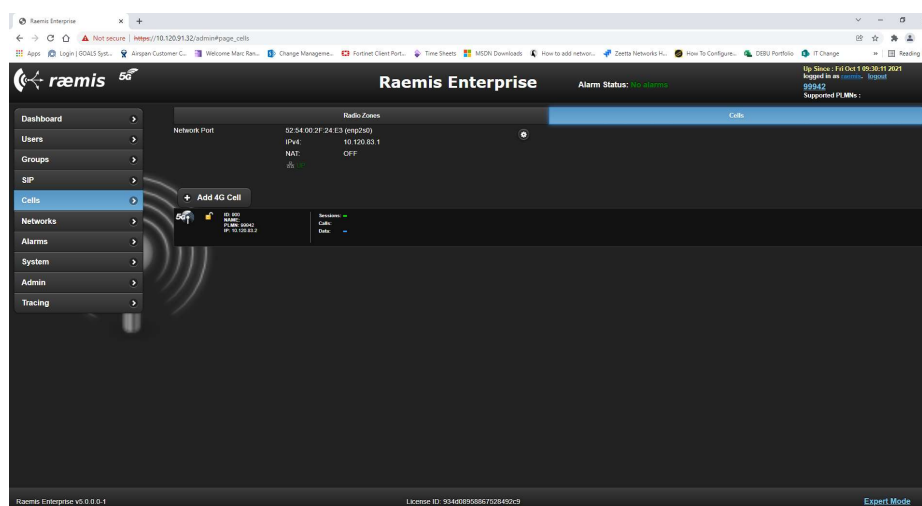 Raemis Enterprise
Not secure | https://10.120.91.32/admin#page_cells
Apps
Login | GOALS Syst...
Airspan Customer C...
Welcome Marc Ran...
Change Manageme...
Fortinet Client Port...
Time Sheets
MSDN Downloads
How to add networ...
Zeetta Networks H...
How To Configure...
DEBU Portfolio
IT Change
»
Reading
ræmis 5G
Raemis Enterprise
Alarm Status: No alarms
Up Since : Fri Oct 1 09:30:11 2021
logged in as raemis. logout
99942
Supported PLMNs :
Dashboard
Users
Groups
SIP
Cells
Networks
Alarms
System
Admin
Tracing
Radio Zones
Cells
Network Port
52:54:00:2F:24:E3 (enp2s0)
IPv4: 10.120.83.1
NAT: OFF
+ Add 4G Cell
5G
ID: 000
NAME:
PLMN: 99942
IP: 10.120.83.2
Sessions: -
Calls:
Data: -
Raemis Enterprise v5.0.0.0-1
License ID: 934d08958867528492c9
Expert Mode